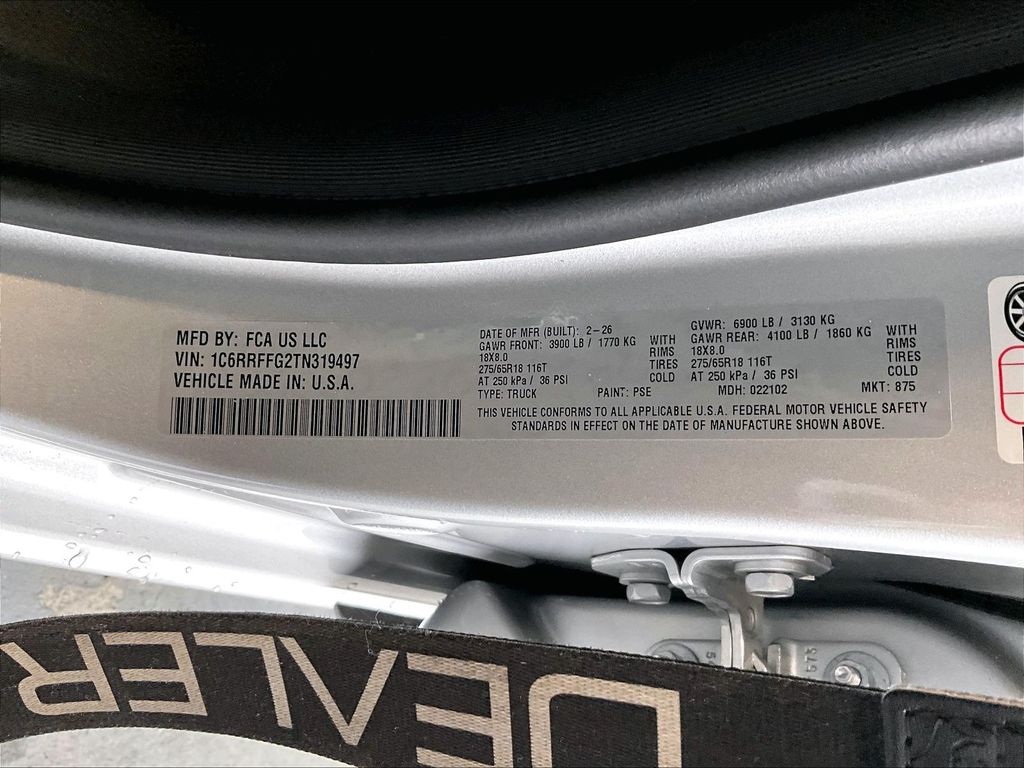 MFD BY: FCA US LLC
VIN: 1C6RRFFG2TN319497
VEHICLE MADE IN: U.S.A.
DATE OF MFR (BUILT): 2-26
GAWR FRONT: 3900 LB / 1770 KG WITH
18X8.0 RIMS
275/65R18 116T TIRES
AT 250 kPa / 36 PSI COLD
TYPE: TRUCK PAINT: PSE
GVWR: 6900 LB / 3130 KG
GAWR REAR: 4100 LB / 1860 KG WITH
18X8.0 RIMS
275/65R18 116T TIRES
AT 250 kPa / 36 PSI COLD
MDH: 022102 MKT: 875
THIS VEHICLE CONFORMS TO ALL APPLICABLE U.S.A. FEDERAL MOTOR VEHICLE SAFETY
STANDARDS IN EFFECT ON THE DATE OF MANUFACTURE SHOWN ABOVE.
DEALER